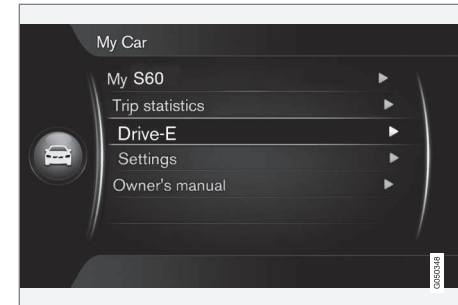 My Car
My S60
Trip statistics
Drive-E
Settings
Owner's manual
G050348